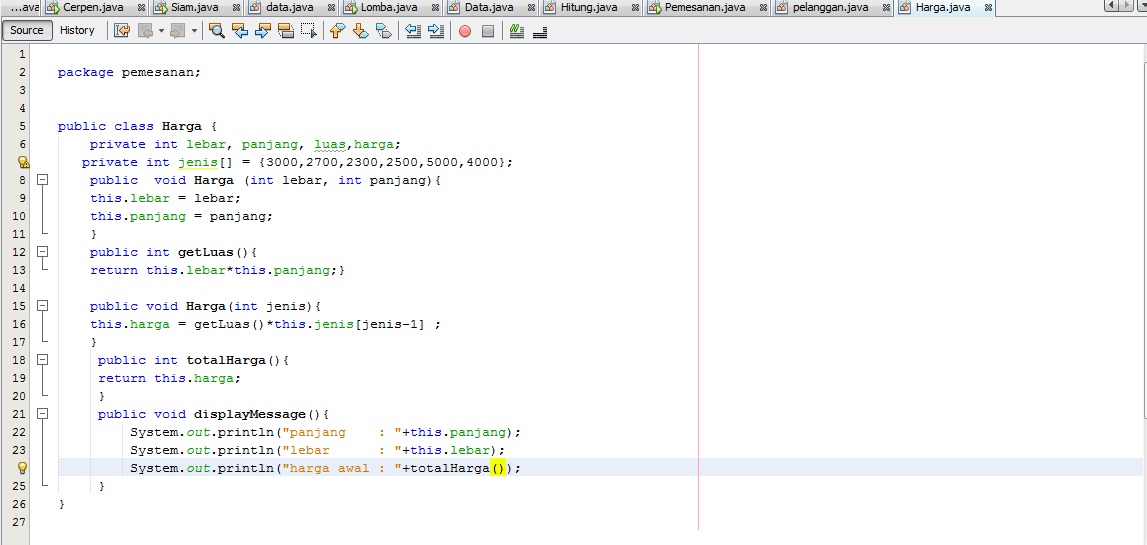 ...ava Cerpen.java Siam.java data.java Lomba.java Data.java Hitung.java Pemesanan.java pelanggan.java Harga.java
Source History
1
2 package pemesanan;
3
4
5 public class Harga {
6 private int lebar, panjang, luas,harga;
private int jenis[] = {3000,2700,2300,2500,5000,4000};
8 public  void Harga (int lebar, int panjang){
9 this.lebar = lebar;
10 this.panjang = panjang;
11 }
12 public int getLuas(){
13 return this.lebar*this.panjang;}
14
15 public void Harga(int jenis){
16 this.harga = getLuas()*this.jenis[jenis-1] ;
17 }
18 public int totalHarga(){
19 return this.harga;
20 }
21 public void displayMessage(){
22 System.out.println("panjang    : "+this.panjang);
23 System.out.println("lebar      : "+this.lebar);
System.out.println("harga awal : "+totalHarga());
25 }
26 }
27